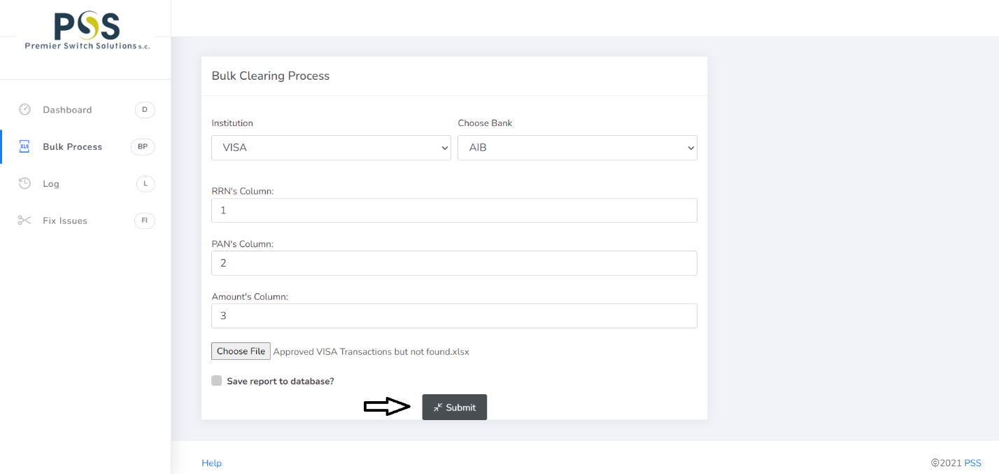 PSS
Premier Switch Solutions s.c.
Dashboard D
Bulk Process BP
Log L
Fix Issues FI
Bulk Clearing Process
Institution Choose Bank
VISA AIB
RRN's Column:
1
PAN's Column:
2
Amount's Column:
3
Choose File Approved VISA Transactions but not found.xlsx
Save report to database?
Submit
Help ©2021 PSS
XLS